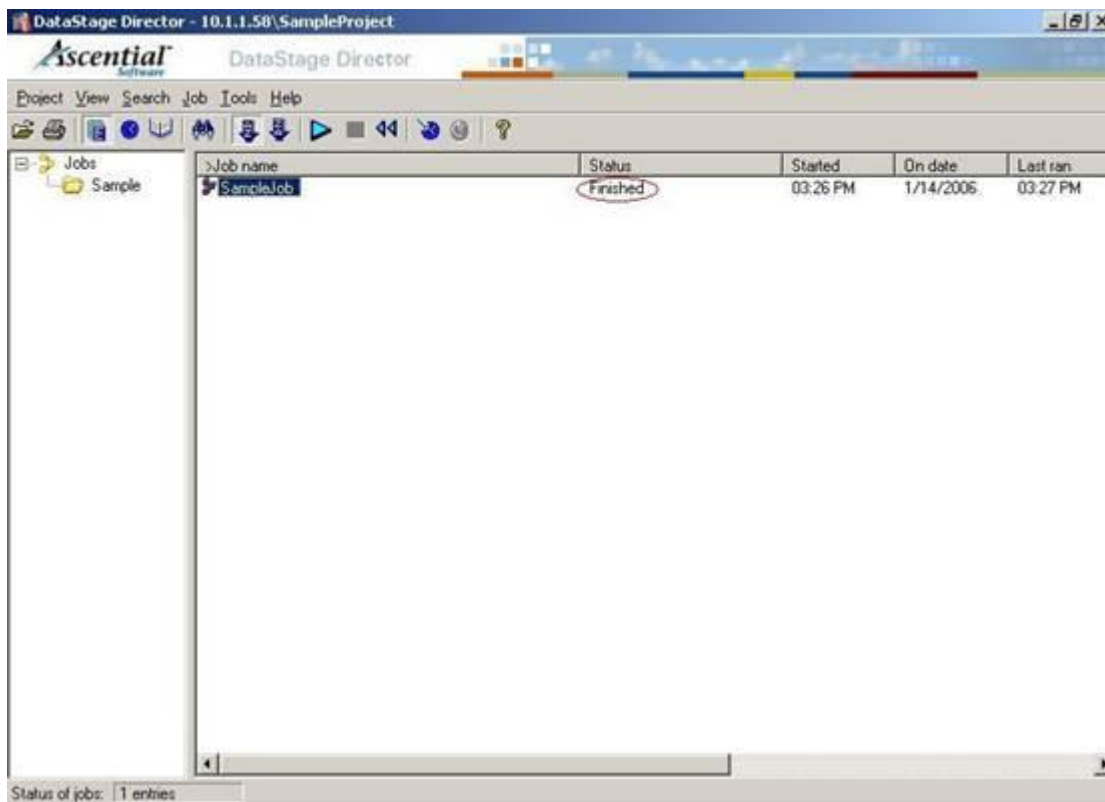 DataStage Director - 10.1.1.58\SampleProject
Ascential
Software
DataStage Director
Project View Search Job Tools Help
Jobs
Sample
>Job name Status Started On date Last ran
SampleJob Finished 03:26 PM 1/14/2006 03:27 PM
Status of jobs: 1 entries